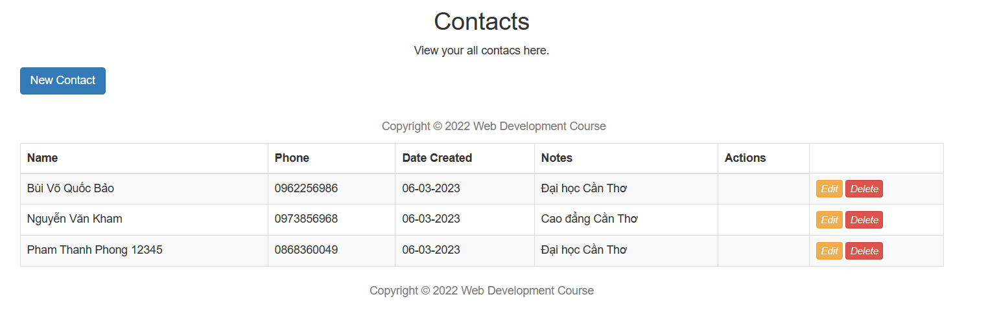 Contacts
View your all contacs here.
New Contact
Copyright © 2022 Web Development Course
Name Phone Date Created Notes Actions
Bùi Võ Quốc Bảo 0962256986 06-03-2023 Đại học Cần Thơ Edit Delete
Nguyễn Văn Kham 0973856968 06-03-2023 Cao đẳng Cần Thơ Edit Delete
Pham Thanh Phong 12345 0868360049 06-03-2023 Đại học Cần Thơ Edit Delete
Copyright © 2022 Web Development Course